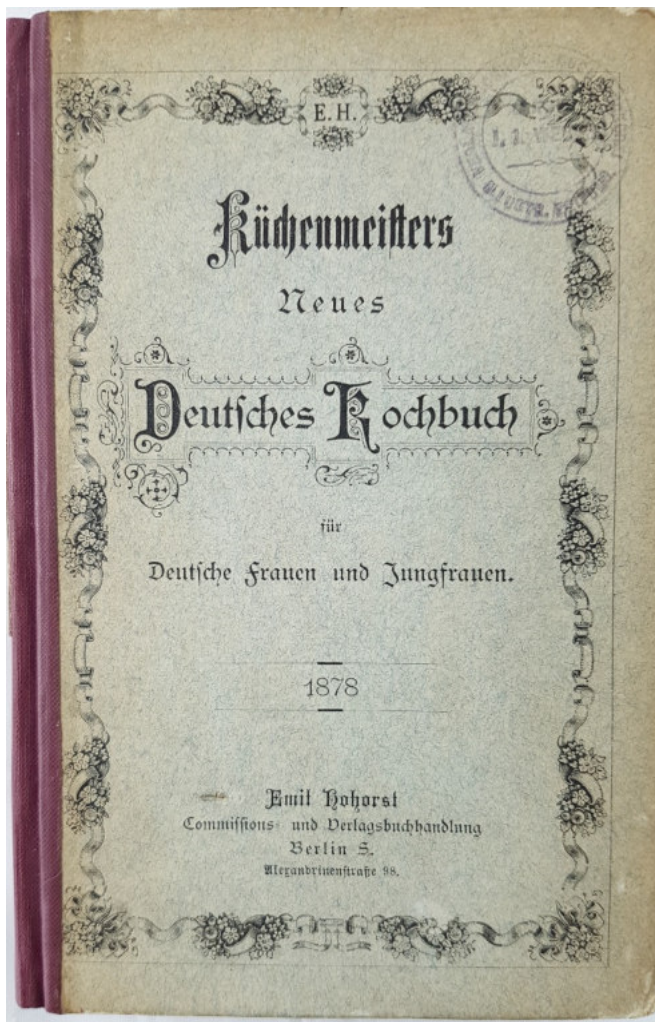 E. H.
Küchenmeiſters
Neues
Deutſches Kochbuch
für
Deutſche Frauen und Jungfrauen.
1878
Emil Hohorst
Commiſſions- und Verlagsbuchhandlung
Berlin S.
Alexandrinenſtraße 98.